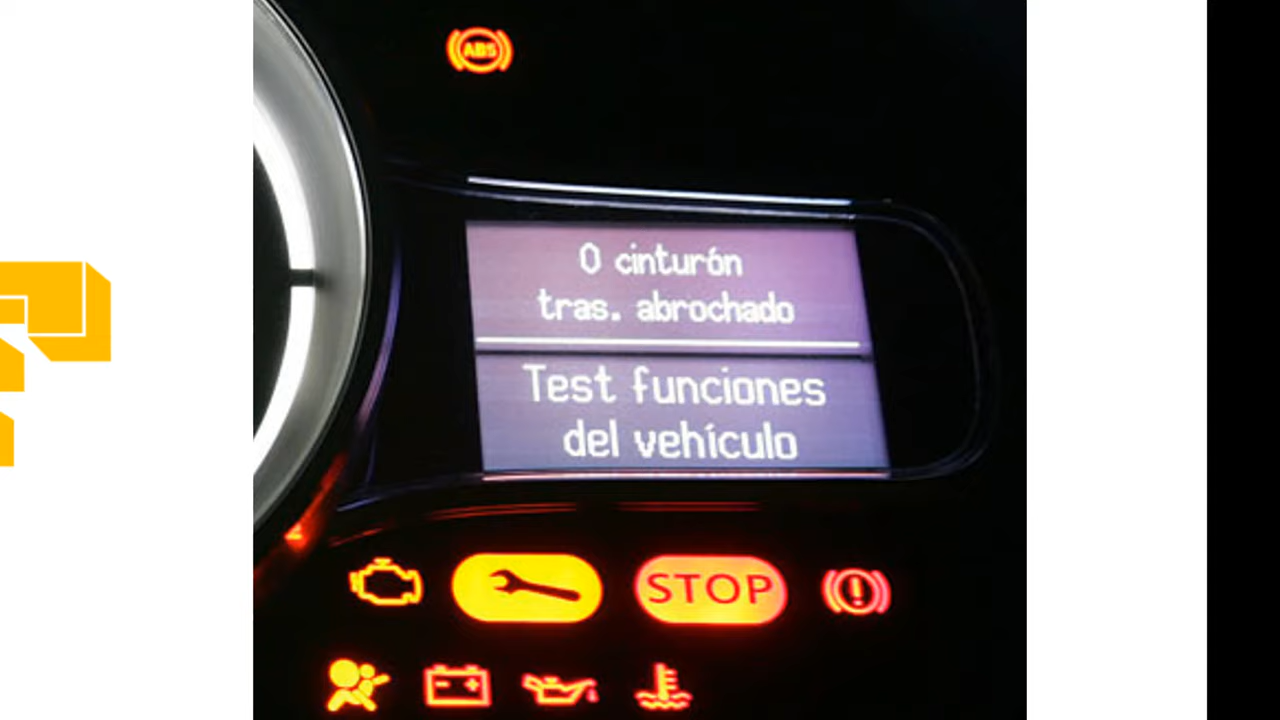 ABS
0 cinturón
tras. abrochado
Test funciones
del vehículo
STOP